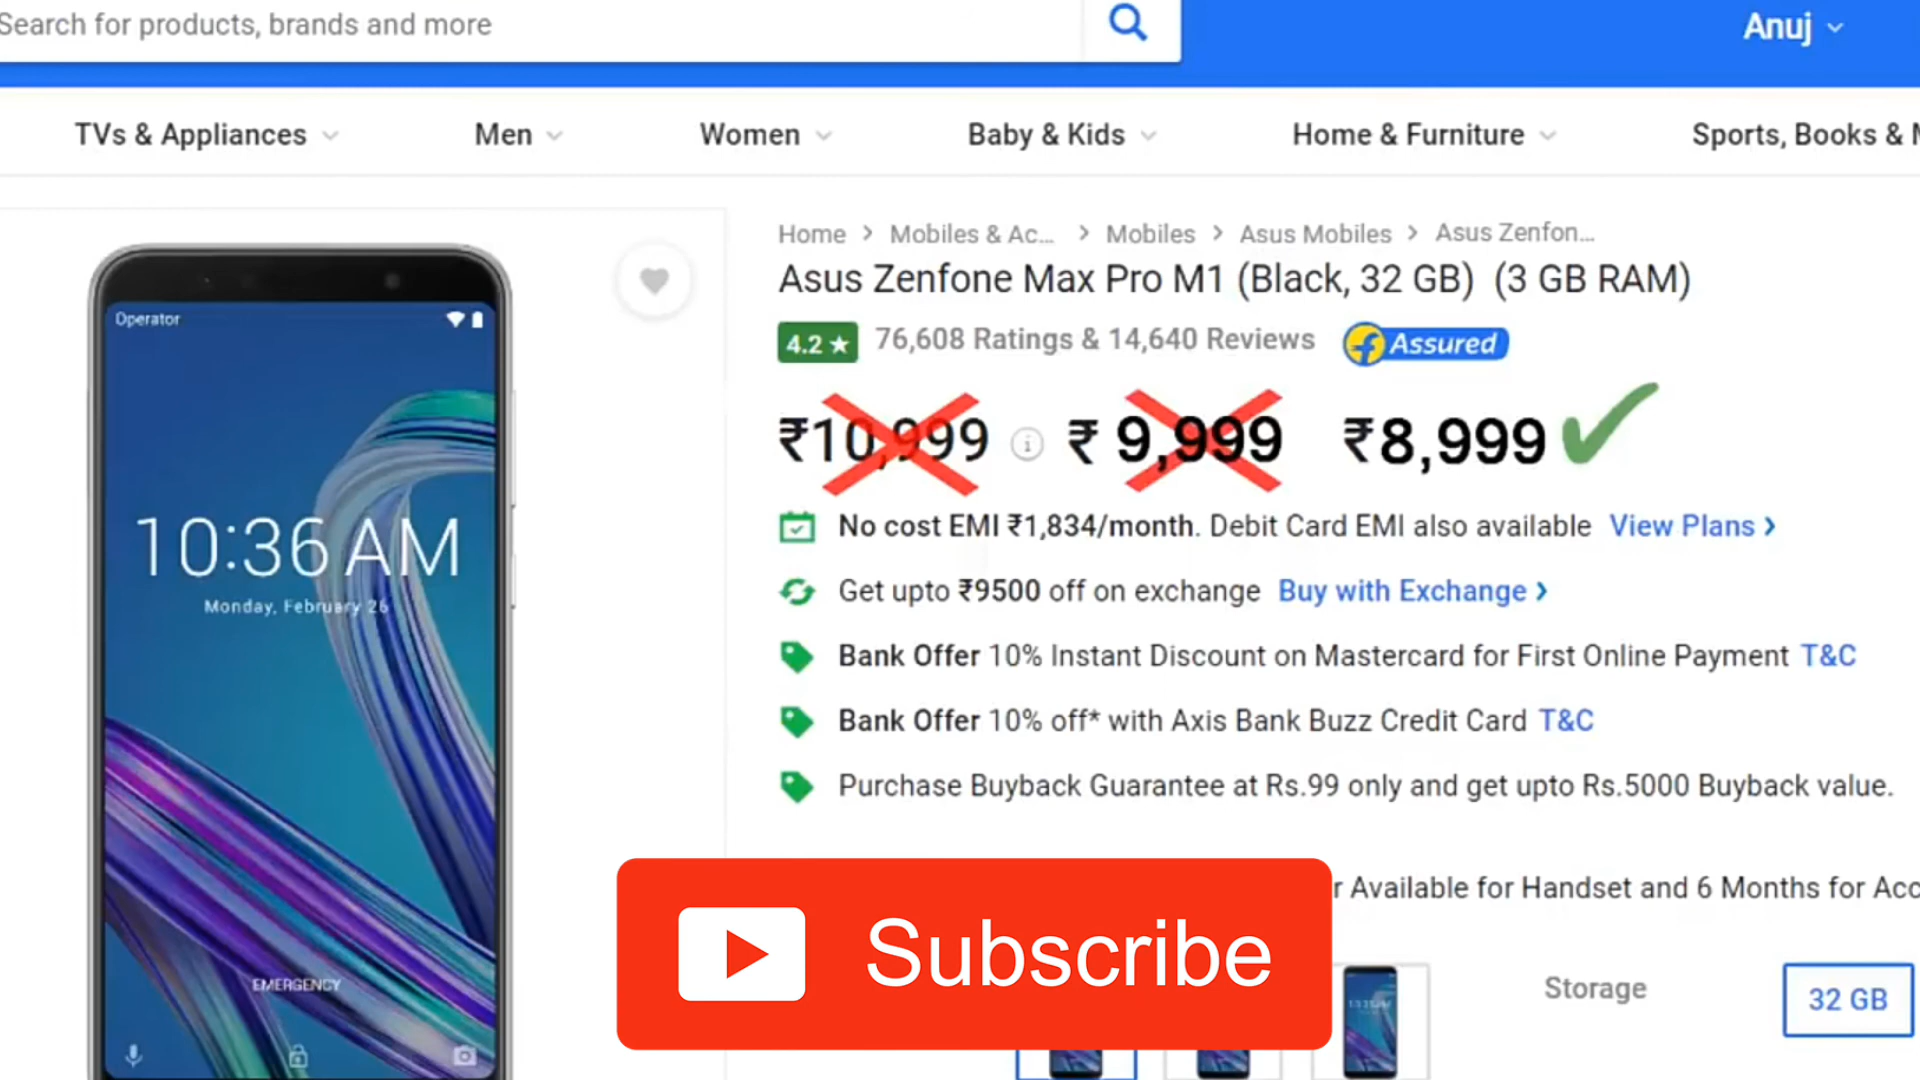 Search for products, brands and more
Anuj
TVs & Appliances Men Women Baby & Kids Home & Furniture Sports, Books &
Home > Mobiles & Ac... > Mobiles > Asus Mobiles > Asus Zenfon...
Asus Zenfone Max Pro M1 (Black, 32 GB) (3 GB RAM)
4.2 ★ 76,608 Ratings & 14,640 Reviews f Assured
₹10,999 i ₹ 9,999 ₹8,999
No cost EMI ₹1,834/month. Debit Card EMI also available View Plans >
Get upto ₹9500 off on exchange Buy with Exchange >
Bank Offer 10% Instant Discount on Mastercard for First Online Payment T&C
Bank Offer 10% off* with Axis Bank Buzz Credit Card T&C
Purchase Buyback Guarantee at Rs.99 only and get upto Rs.5000 Buyback value.
r Available for Handset and 6 Months for Acc
Storage 32 GB
Operator
10:36 AM
Monday, February 26
EMERGENCY
Subscribe